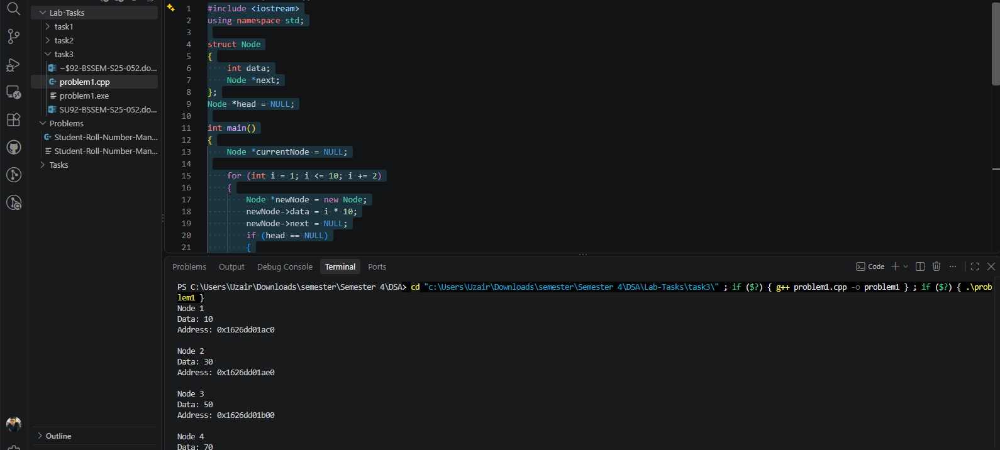 Lab-Tasks
task1
task2
task3
~$92-BSSEM-S25-052.do...
problem1.cpp
problem1.exe
SU92-BSSEM-S25-052.do...
Problems
Student-Roll-Number-Man...
Student-Roll-Number-Man...
Tasks
Outline
1 #include <iostream>
2 using namespace std;
3
4 struct Node
5 {
6     int data;
7     Node *next;
8 };
9 Node *head = NULL;
10
11 int main()
12 {
13     Node *currentNode = NULL;
14
15     for (int i = 1; i <= 10; i += 2)
16     {
17         Node *newNode = new Node;
18         newNode->data = i * 10;
19         newNode->next = NULL;
20         if (head == NULL)
21         {
Problems Output Debug Console Terminal Ports Code
PS C:\Users\Uzair\Downloads\semester\Semester 4\DSA> cd "c:\Users\Uzair\Downloads\semester\Semester 4\DSA\Lab-Tasks\task3\" ; if ($?) { g++ problem1.cpp -o problem1 } ; if ($?) { .\prob
lem1 }
Node 1
Data: 10
Address: 0x1626dd01ac0
Node 2
Data: 30
Address: 0x1626dd01ae0
Node 3
Data: 50
Address: 0x1626dd01b00
Node 4
Data: 70